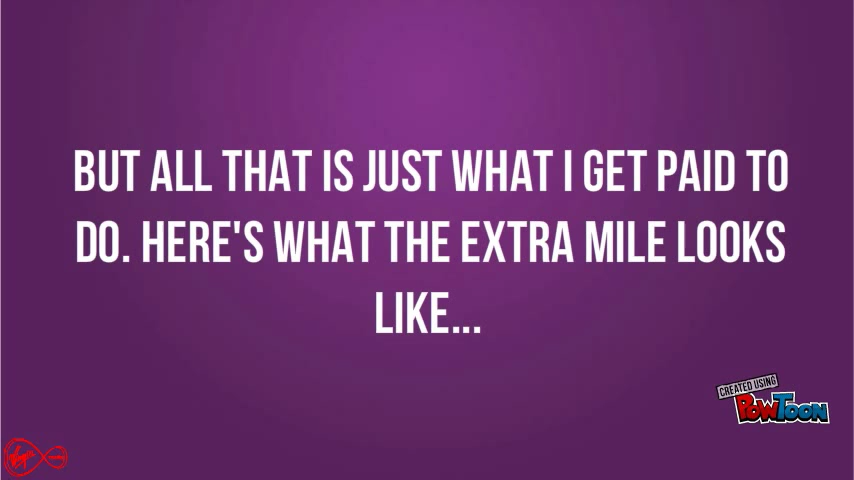 BUT ALL THAT IS JUST WHAT I GET PAID TO
DO. HERE'S WHAT THE EXTRA MILE LOOKS
LIKE...
CREATED USING
POWTOON
Virgin